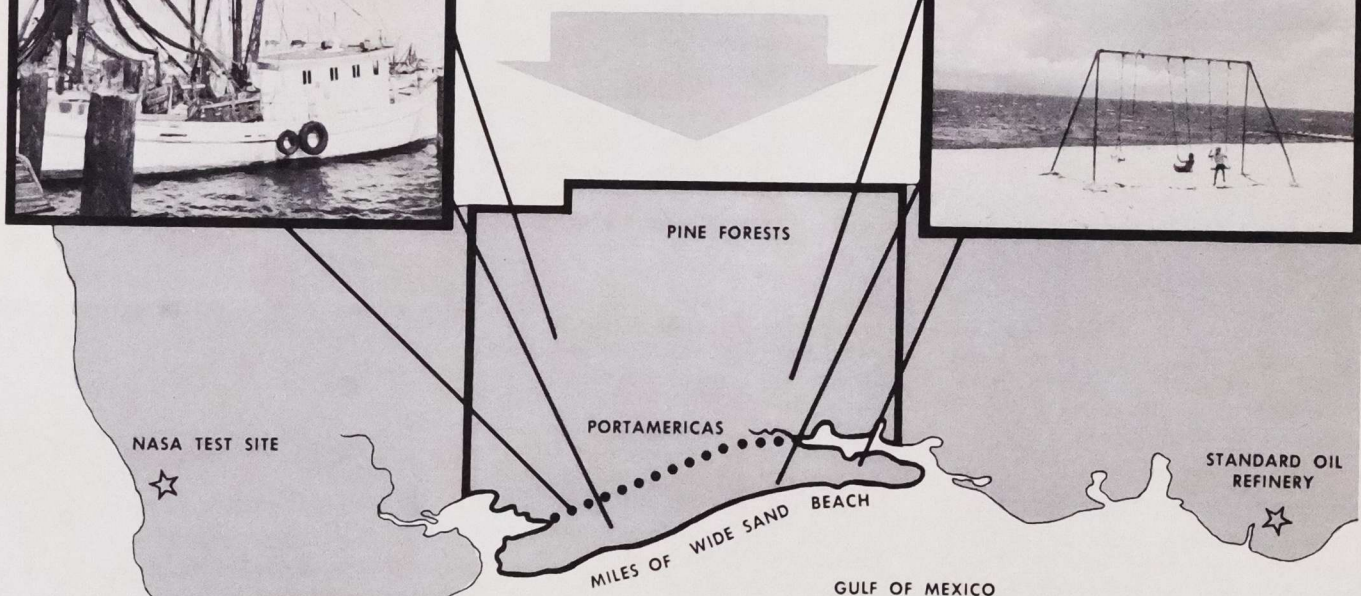 PINE FORESTS
PORTAMERICAS
NASA TEST SITE
STANDARD OIL
REFINERY
MILES OF WIDE SAND BEACH
GULF OF MEXICO